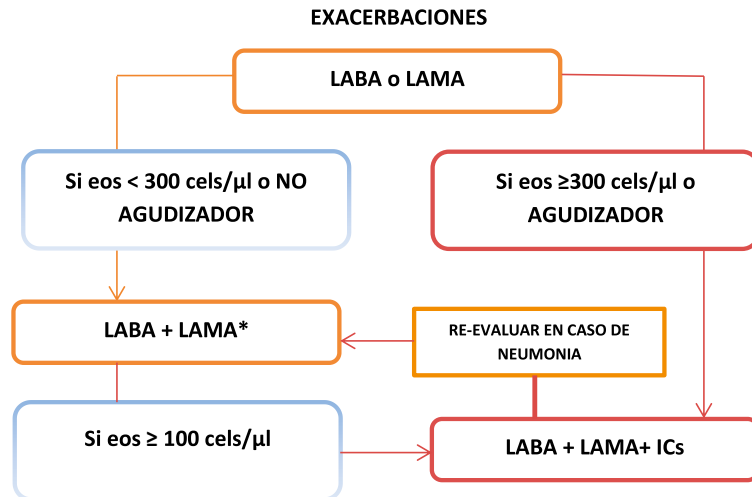 EXACERBACIONES
LABA o LAMA
Si eos < 300 cels/μl o NO
AGUDIZADOR
Si eos ≥300 cels/μl o
AGUDIZADOR
LABA + LAMA*
RE-EVALUAR EN CASO DE
NEUMONIA
Si eos ≥ 100 cels/μl
LABA + LAMA+ ICs